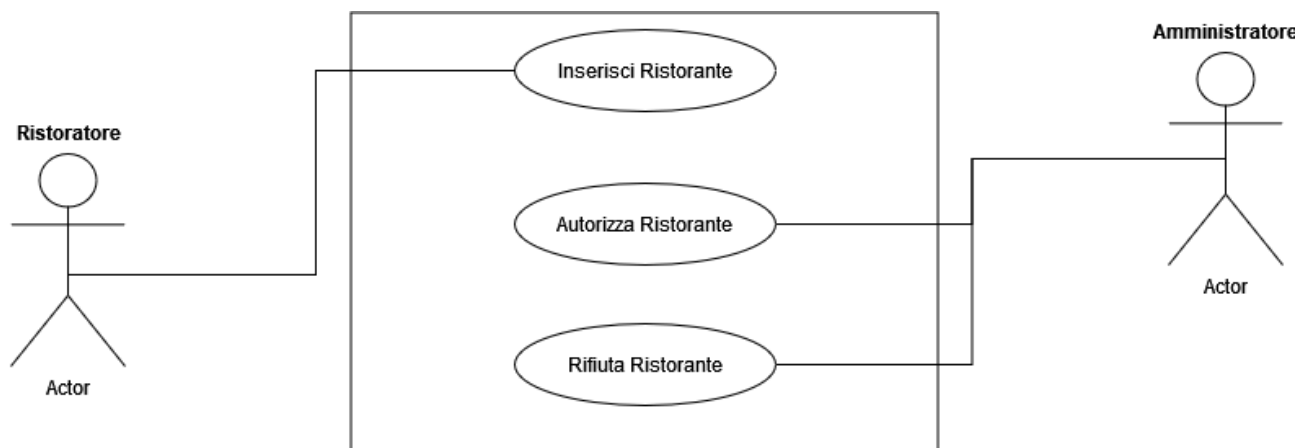 Amministratore
Inserisci Ristorante
Ristoratore
Autorizza Ristorante
Actor
Rifiuta Ristorante
Actor